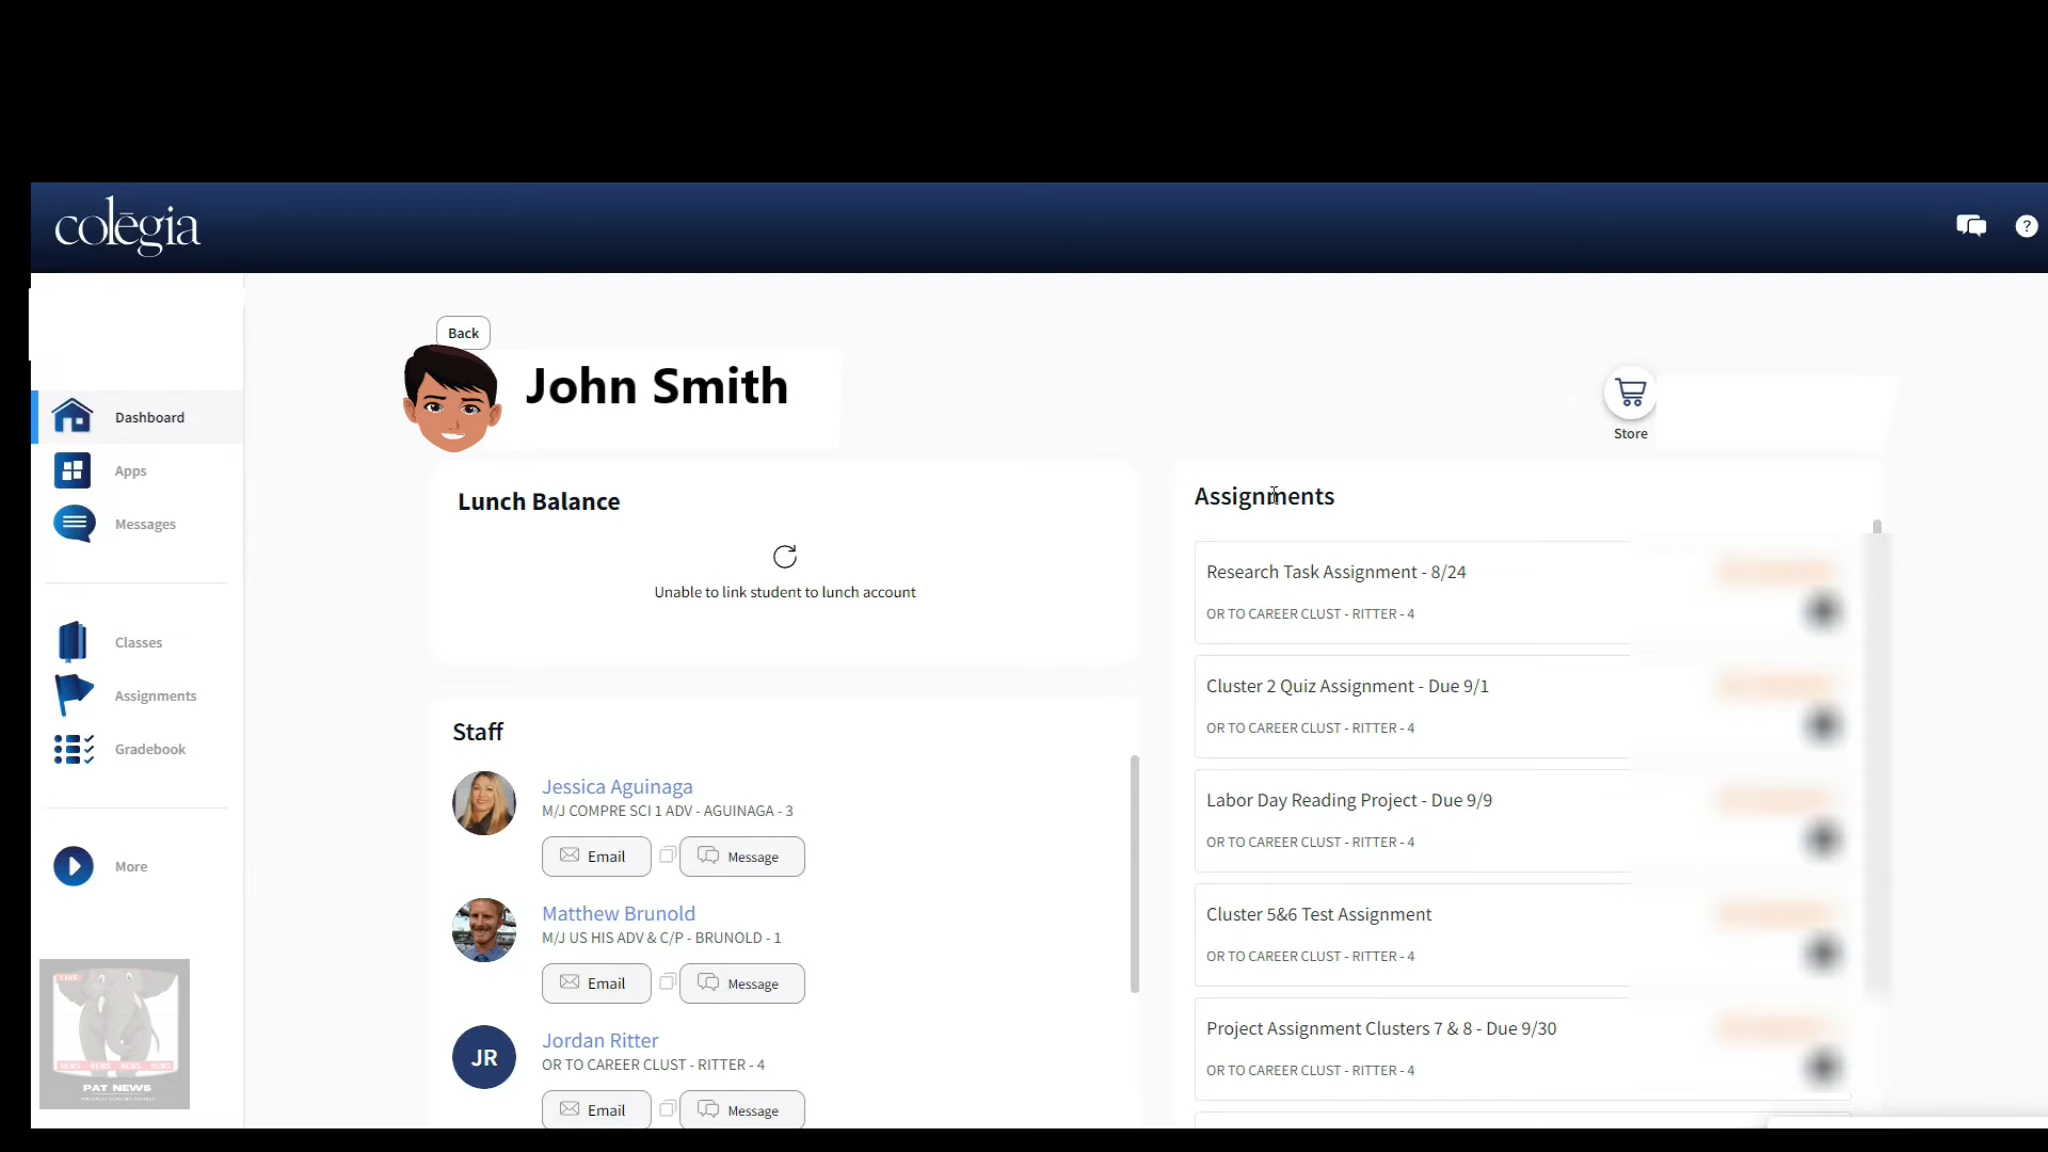 colēgia
?
Back
John Smith
Store
Dashboard
Apps
Messages
Classes
Assignments
Gradebook
More
Lunch Balance
Unable to link student to lunch account
Staff
Jessica Aguinaga
M/J COMPRE SCI 1 ADV - AGUINAGA - 3
Email
Message
Matthew Brunold
M/J US HIS ADV & C/P - BRUNOLD - 1
Email
Message
JR
Jordan Ritter
OR TO CAREER CLUST - RITTER - 4
Email
Message
Assignments
Research Task Assignment - 8/24
OR TO CAREER CLUST - RITTER - 4
Cluster 2 Quiz Assignment - Due 9/1
OR TO CAREER CLUST - RITTER - 4
Labor Day Reading Project - Due 9/9
OR TO CAREER CLUST - RITTER - 4
Cluster 5&6 Test Assignment
OR TO CAREER CLUST - RITTER - 4
Project Assignment Clusters 7 & 8 - Due 9/30
OR TO CAREER CLUST - RITTER - 4
LIVE
NEWS NEWS NEWS NEWS
PAT NEWS